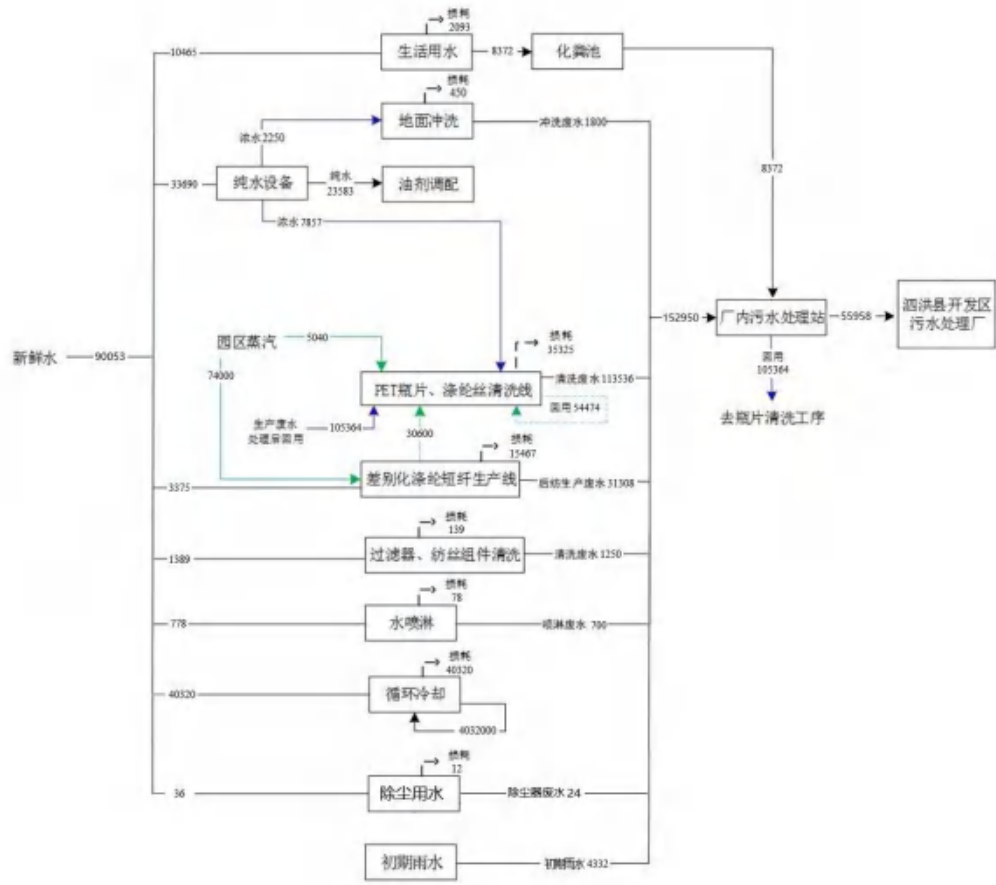 损耗
2093
10465
生活用水
8372
化粪池
损耗
450
地面冲洗
冲洗废水1800
浓水2250
33690
纯水设备
纯水
23583
油剂调配
浓水7857
8372
新鲜水
90053
园区蒸汽
5040
74000
损耗
35325
PET瓶片、涤纶丝清洗线
清洗废水113536
回用54474
生产废水
处理后回用
105364
30600
152950
厂内污水处理站
55958
泗洪县开发区
污水处理厂
回用
105364
去瓶片清洗工序
损耗
15467
3375
差别化涤纶短纤生产线
后纺生产废水31308
损耗
139
1389
过滤器、纺丝组件清洗
清洗废水1250
损耗
78
778
水喷淋
喷淋废水 700
损耗
40320
40320
循环冷却
4032000
损耗
12
36
除尘用水
除尘器废水24
初期雨水
初期雨水4332